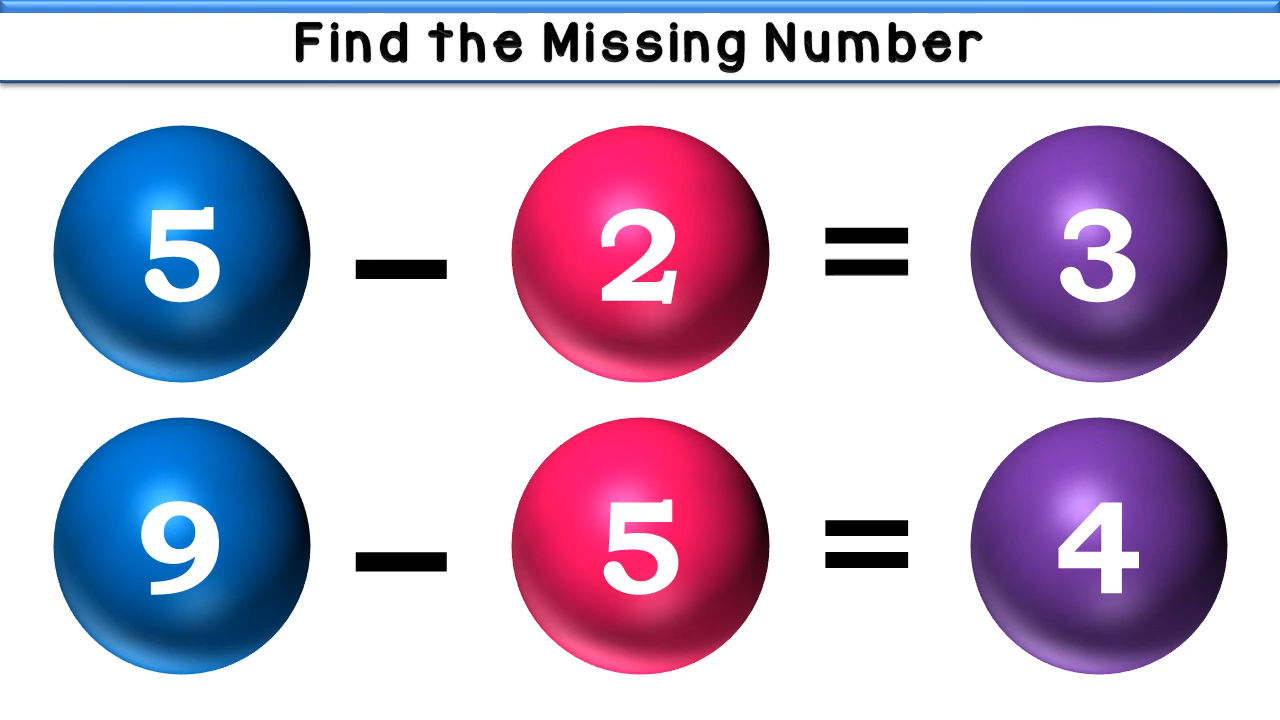 Find the Missing Number
5 – 2 = 3
9 – 5 = 4